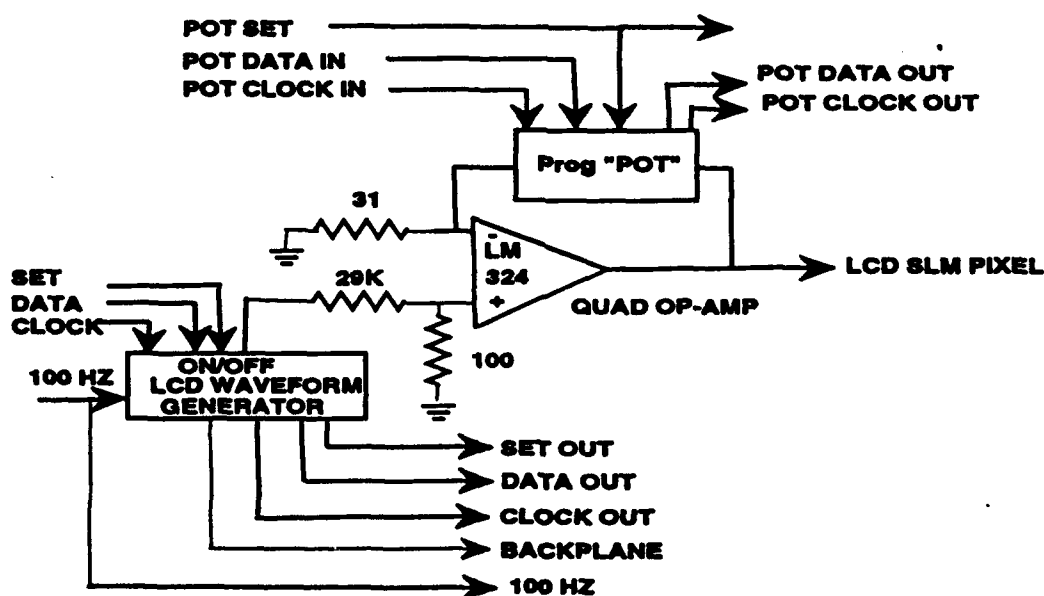 POT SET
POT DATA IN
POT CLOCK IN
POT DATA OUT
POT CLOCK OUT
Prog "POT"
31
-
LM
324
+
29K
100
LCD SLM PIXEL
QUAD OP-AMP
SET
DATA
CLOCK
100 HZ
ON/OFF
LCD WAVEFORM
GENERATOR
SET OUT
DATA OUT
CLOCK OUT
BACKPLANE
100 HZ